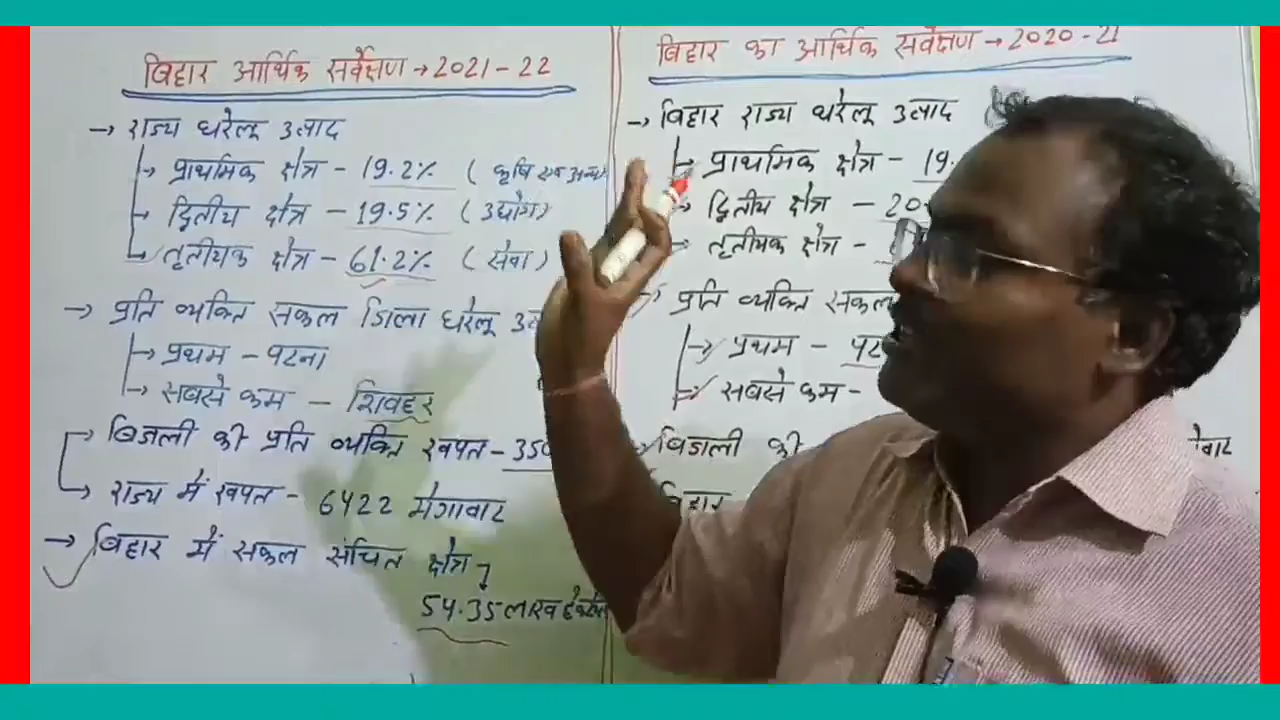 बिहार आर्थिक सर्वेक्षण → 2021-22
→ राज्य घरेलू उत्पाद
→ प्राथमिक क्षेत्र - 19.2% ( कृषि एवं अन्य
→ द्वितीय क्षेत्र - 19.5% ( उद्योग )
→ तृतीयक क्षेत्र - 61.2% ( सेवा )
→ प्रति व्यक्ति सकल जिला घरेलू
→ प्रथम - पटना
→ सबसे कम - शिवहर
→ बिजली की प्रति व्यक्ति खपत - 350
→ राज्य में खपत - 6422 मेगावाट
→ बिहार में सकल संचित क्षेत्र
54.35 लाख हेक्टेयर
बिहार का आर्थिक सर्वेक्षण → 2020-21
→ बिहार राज्य घरेलू उत्पाद
→ प्राथमिक क्षेत्र - 19.
→ द्वितीय क्षेत्र - 20.
→ तृतीयक क्षेत्र -
→ प्रति व्यक्ति सकल
→ प्रथम -
→ सबसे कम -
→ बिजली की
बिहार